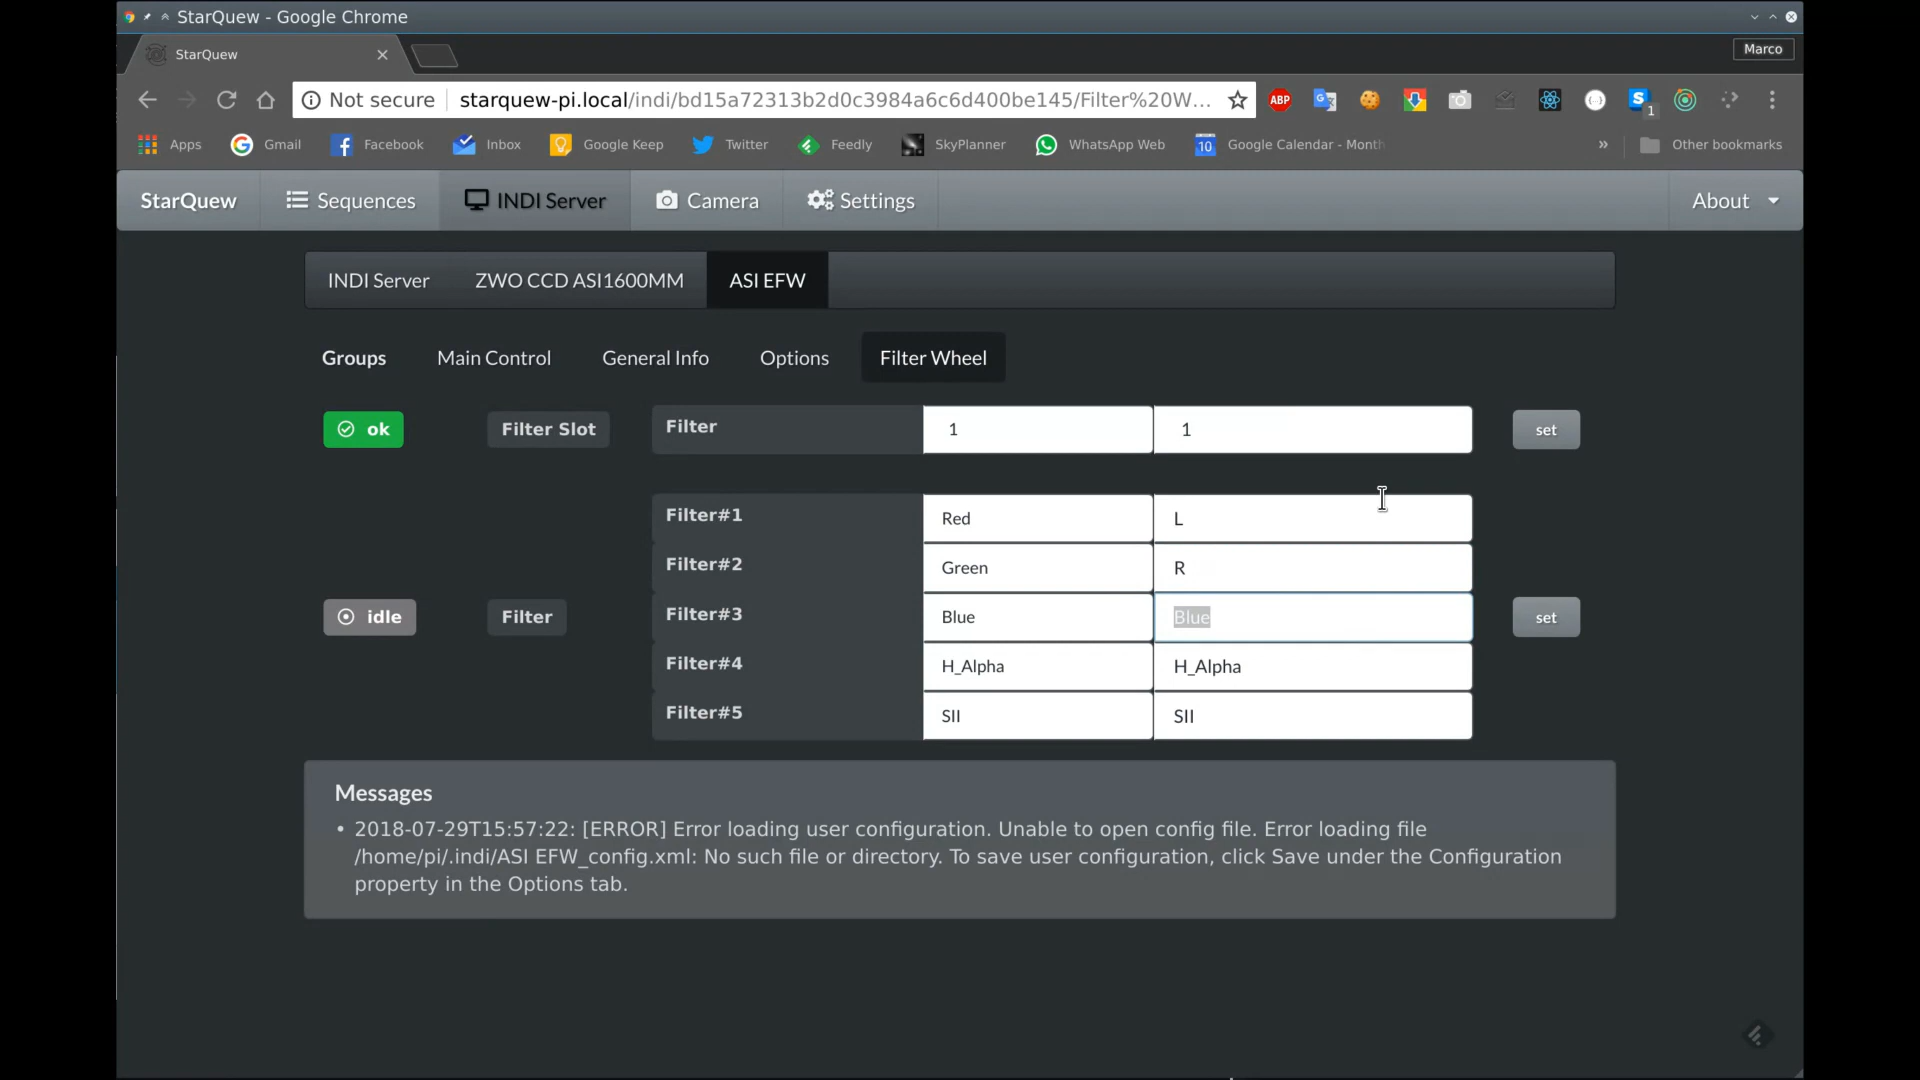 StarQuew - Google Chrome
StarQuew
Marco
Not secure starquew-pi.local/indi/bd15a72313b2d0c3984a6c6d400be145/Filter%20W...
ABP
1
Apps Gmail Facebook Inbox Google Keep Twitter Feedly SkyPlanner WhatsApp Web 10 Google Calendar - Month » Other bookmarks
StarQuew Sequences INDI Server Camera Settings About
INDI Server ZWO CCD ASI1600MM ASI EFW
Groups Main Control General Info Options Filter Wheel
ok Filter Slot Filter 1 1 set
Filter#1 Red L
Filter#2 Green R
idle Filter Filter#3 Blue Blue set
Filter#4 H_Alpha H_Alpha
Filter#5 SII SII
Messages
• 2018-07-29T15:57:22: [ERROR] Error loading user configuration. Unable to open config file. Error loading file
/home/pi/.indi/ASI EFW_config.xml: No such file or directory. To save user configuration, click Save under the Configuration
property in the Options tab.